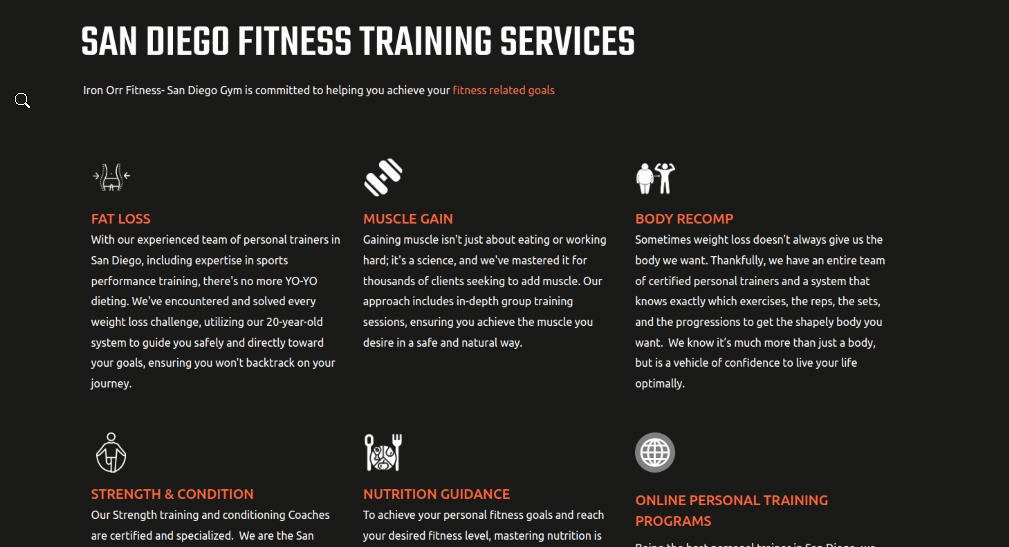 SAN DIEGO FITNESS TRAINING SERVICES
Iron Orr Fitness- San Diego Gym is committed to helping you achieve your fitness related goals
FAT LOSS
With our experienced team of personal trainers in
San Diego, including expertise in sports
performance training, there's no more YO-YO
dieting. We've encountered and solved every
weight loss challenge, utilizing our 20-year-old
system to guide you safely and directly toward
your goals, ensuring you won't backtrack on your
journey.
MUSCLE GAIN
Gaining muscle isn't just about eating or working
hard; it's a science, and we've mastered it for
thousands of clients seeking to add muscle. Our
approach includes in-depth group training
sessions, ensuring you achieve the muscle you
desire in a safe and natural way.
BODY RECOMP
Sometimes weight loss doesn't always give us the
body we want. Thankfully, we have an entire team
of certified personal trainers and a system that
knows exactly which exercises, the reps, the sets,
and the progressions to get the shapely body you
want.  We know it's much more than just a body,
but is a vehicle of confidence to live your life
optimally.
STRENGTH & CONDITION
Our Strength training and conditioning Coaches
are certified and specialized.  We are the San
NUTRITION GUIDANCE
To achieve your personal fitness goals and reach
your desired fitness level, mastering nutrition is
ONLINE PERSONAL TRAINING
PROGRAMS
Being the best personal trainer in San Diego, we